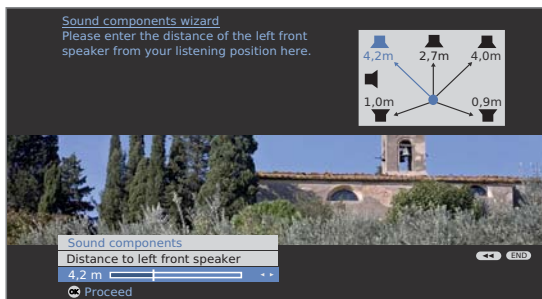 Sound components wizard
Please enter the distance of the left front
speaker from your listening position here.
4,2m 2,7m 4,0m
1,0m 0,9m
Sound components
Distance to left front speaker
4,2 m
END
OK Proceed